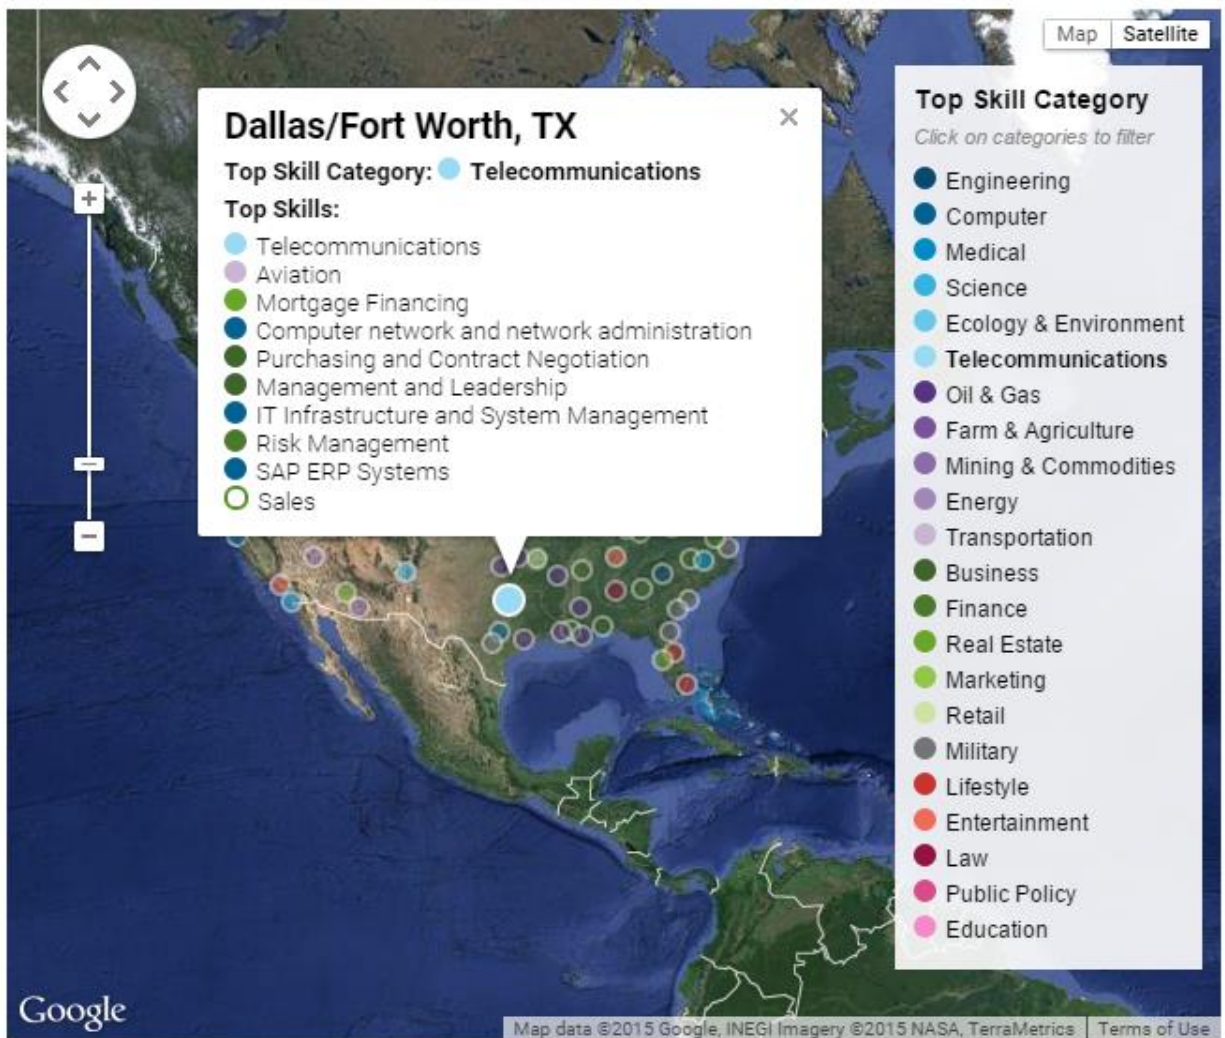 Map Satellite
Dallas/Fort Worth, TX
Top Skill Category: Telecommunications
Top Skills:
Telecommunications
Aviation
Mortgage Financing
Computer network and network administration
Purchasing and Contract Negotiation
Management and Leadership
IT Infrastructure and System Management
Risk Management
SAP ERP Systems
Sales
Top Skill Category
Click on categories to filter
Engineering
Computer
Medical
Science
Ecology & Environment
Telecommunications
Oil & Gas
Farm & Agriculture
Mining & Commodities
Energy
Transportation
Business
Finance
Real Estate
Marketing
Retail
Military
Lifestyle
Entertainment
Law
Public Policy
Education
Google
Map data ©2015 Google, INEGI Imagery ©2015 NASA, TerraMetrics Terms of Use